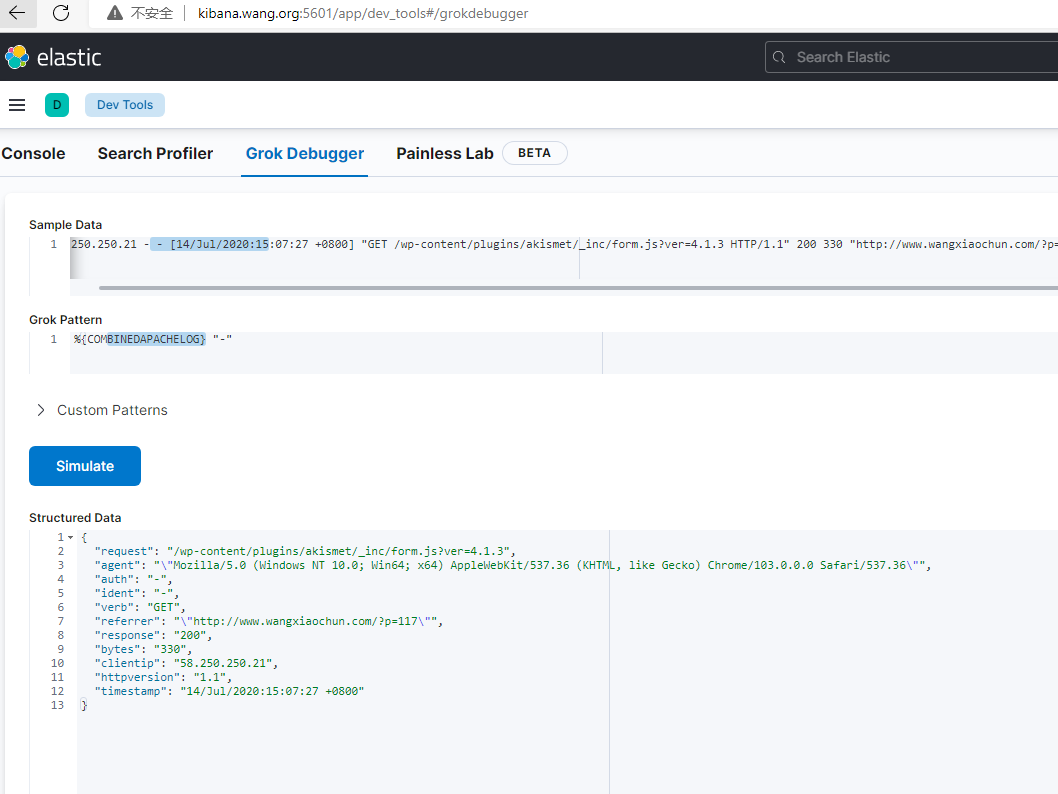 不安全 kibana.wang.org:5601/app/dev_tools#/grokdebugger
elastic Search Elastic
D Dev Tools
Console Search Profiler Grok Debugger Painless Lab BETA
Sample Data
1 250.250.21 - - [14/Jul/2020:15:07:27 +0800] "GET /wp-content/plugins/akismet/_inc/form.js?ver=4.1.3 HTTP/1.1" 200 330 "http://www.wangxiaochun.com/?p=
Grok Pattern
1 %{COMBINEDAPACHELOG} "-"
Custom Patterns
Simulate
Structured Data
1 {
2 "request": "/wp-content/plugins/akismet/_inc/form.js?ver=4.1.3",
3 "agent": "\"Mozilla/5.0 (Windows NT 10.0; Win64; x64) AppleWebKit/537.36 (KHTML, like Gecko) Chrome/103.0.0.0 Safari/537.36\"",
4 "auth": "-",
5 "ident": "-",
6 "verb": "GET",
7 "referrer": "\"http://www.wangxiaochun.com/?p=117\"",
8 "response": "200",
9 "bytes": "330",
10 "clientip": "58.250.250.21",
11 "httpversion": "1.1",
12 "timestamp": "14/Jul/2020:15:07:27 +0800"
13 }